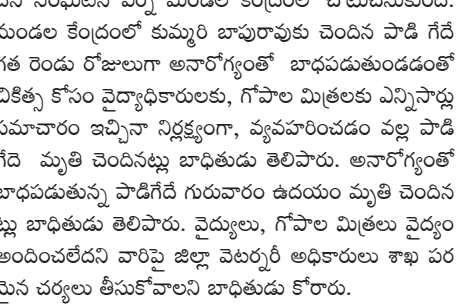 మండల కేంద్రంలో కుమ్మరి బాపురావుకు చెందిన పాడి గేదే
గత రెండు రోజులుగా అనారోగ్యంతో బాధపడుతుండడంతో
చికిత్స కోసం వైద్యాధికారులకు, గోపాల మిత్రలకు ఎన్నిసార్లు
సమాచారం ఇచ్చినా నిర్లక్ష్యంగా, వ్యవహరించడం వల్ల పాడి
గేదె మృతి చెందినట్లు బాధితుడు తెలిపారు. అనారోగ్యంతో
బాధపడుతున్న పాడిగేదే గురువారం ఉదయం మృతి చెందిన
ట్లు బాధితుడు తెలిపారు. వైద్యులు, గోపాల మిత్రలు వైద్యం
అందించలేదని వారిపై జిల్లా వెటర్నరీ అధికారులు శాఖ పర
మైన చర్యలు తీసుకోవాలని బాధితుడు కోరారు.